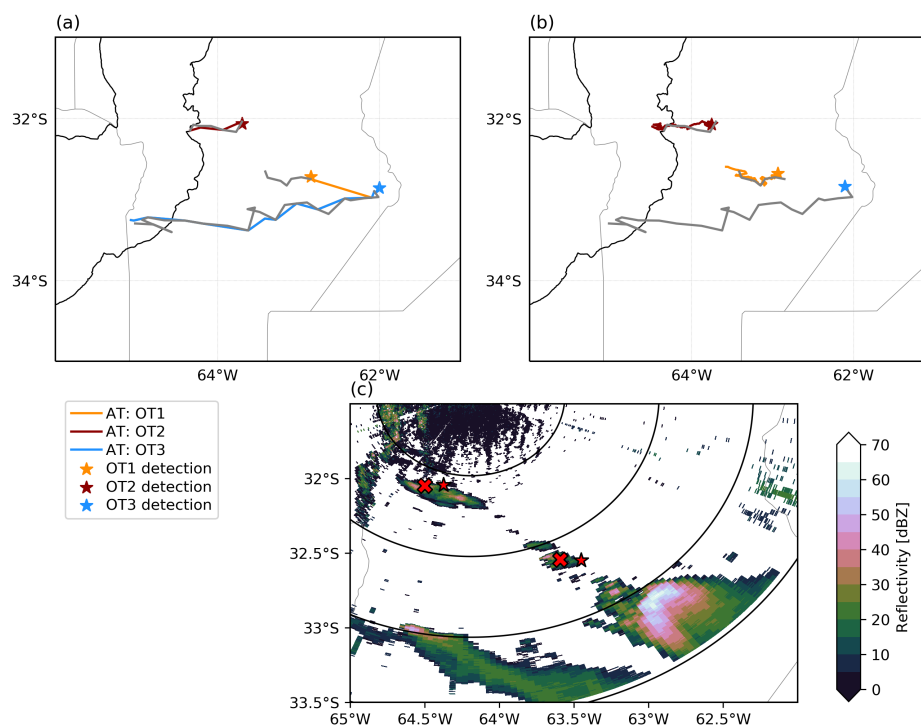 (a)
(b)
32°S
34°S
64°W
62°W
32°S
34°S
64°W
62°W
AT: OT1
AT: OT2
AT: OT3
OT1 detection
OT2 detection
OT3 detection
(c)
32°S
32.5°S
33°S
33.5°S
65°W
64.5°W
64°W
63.5°W
63°W
62.5°W
70
60
50
40
30
20
10
0
Reflectivity [dBZ]